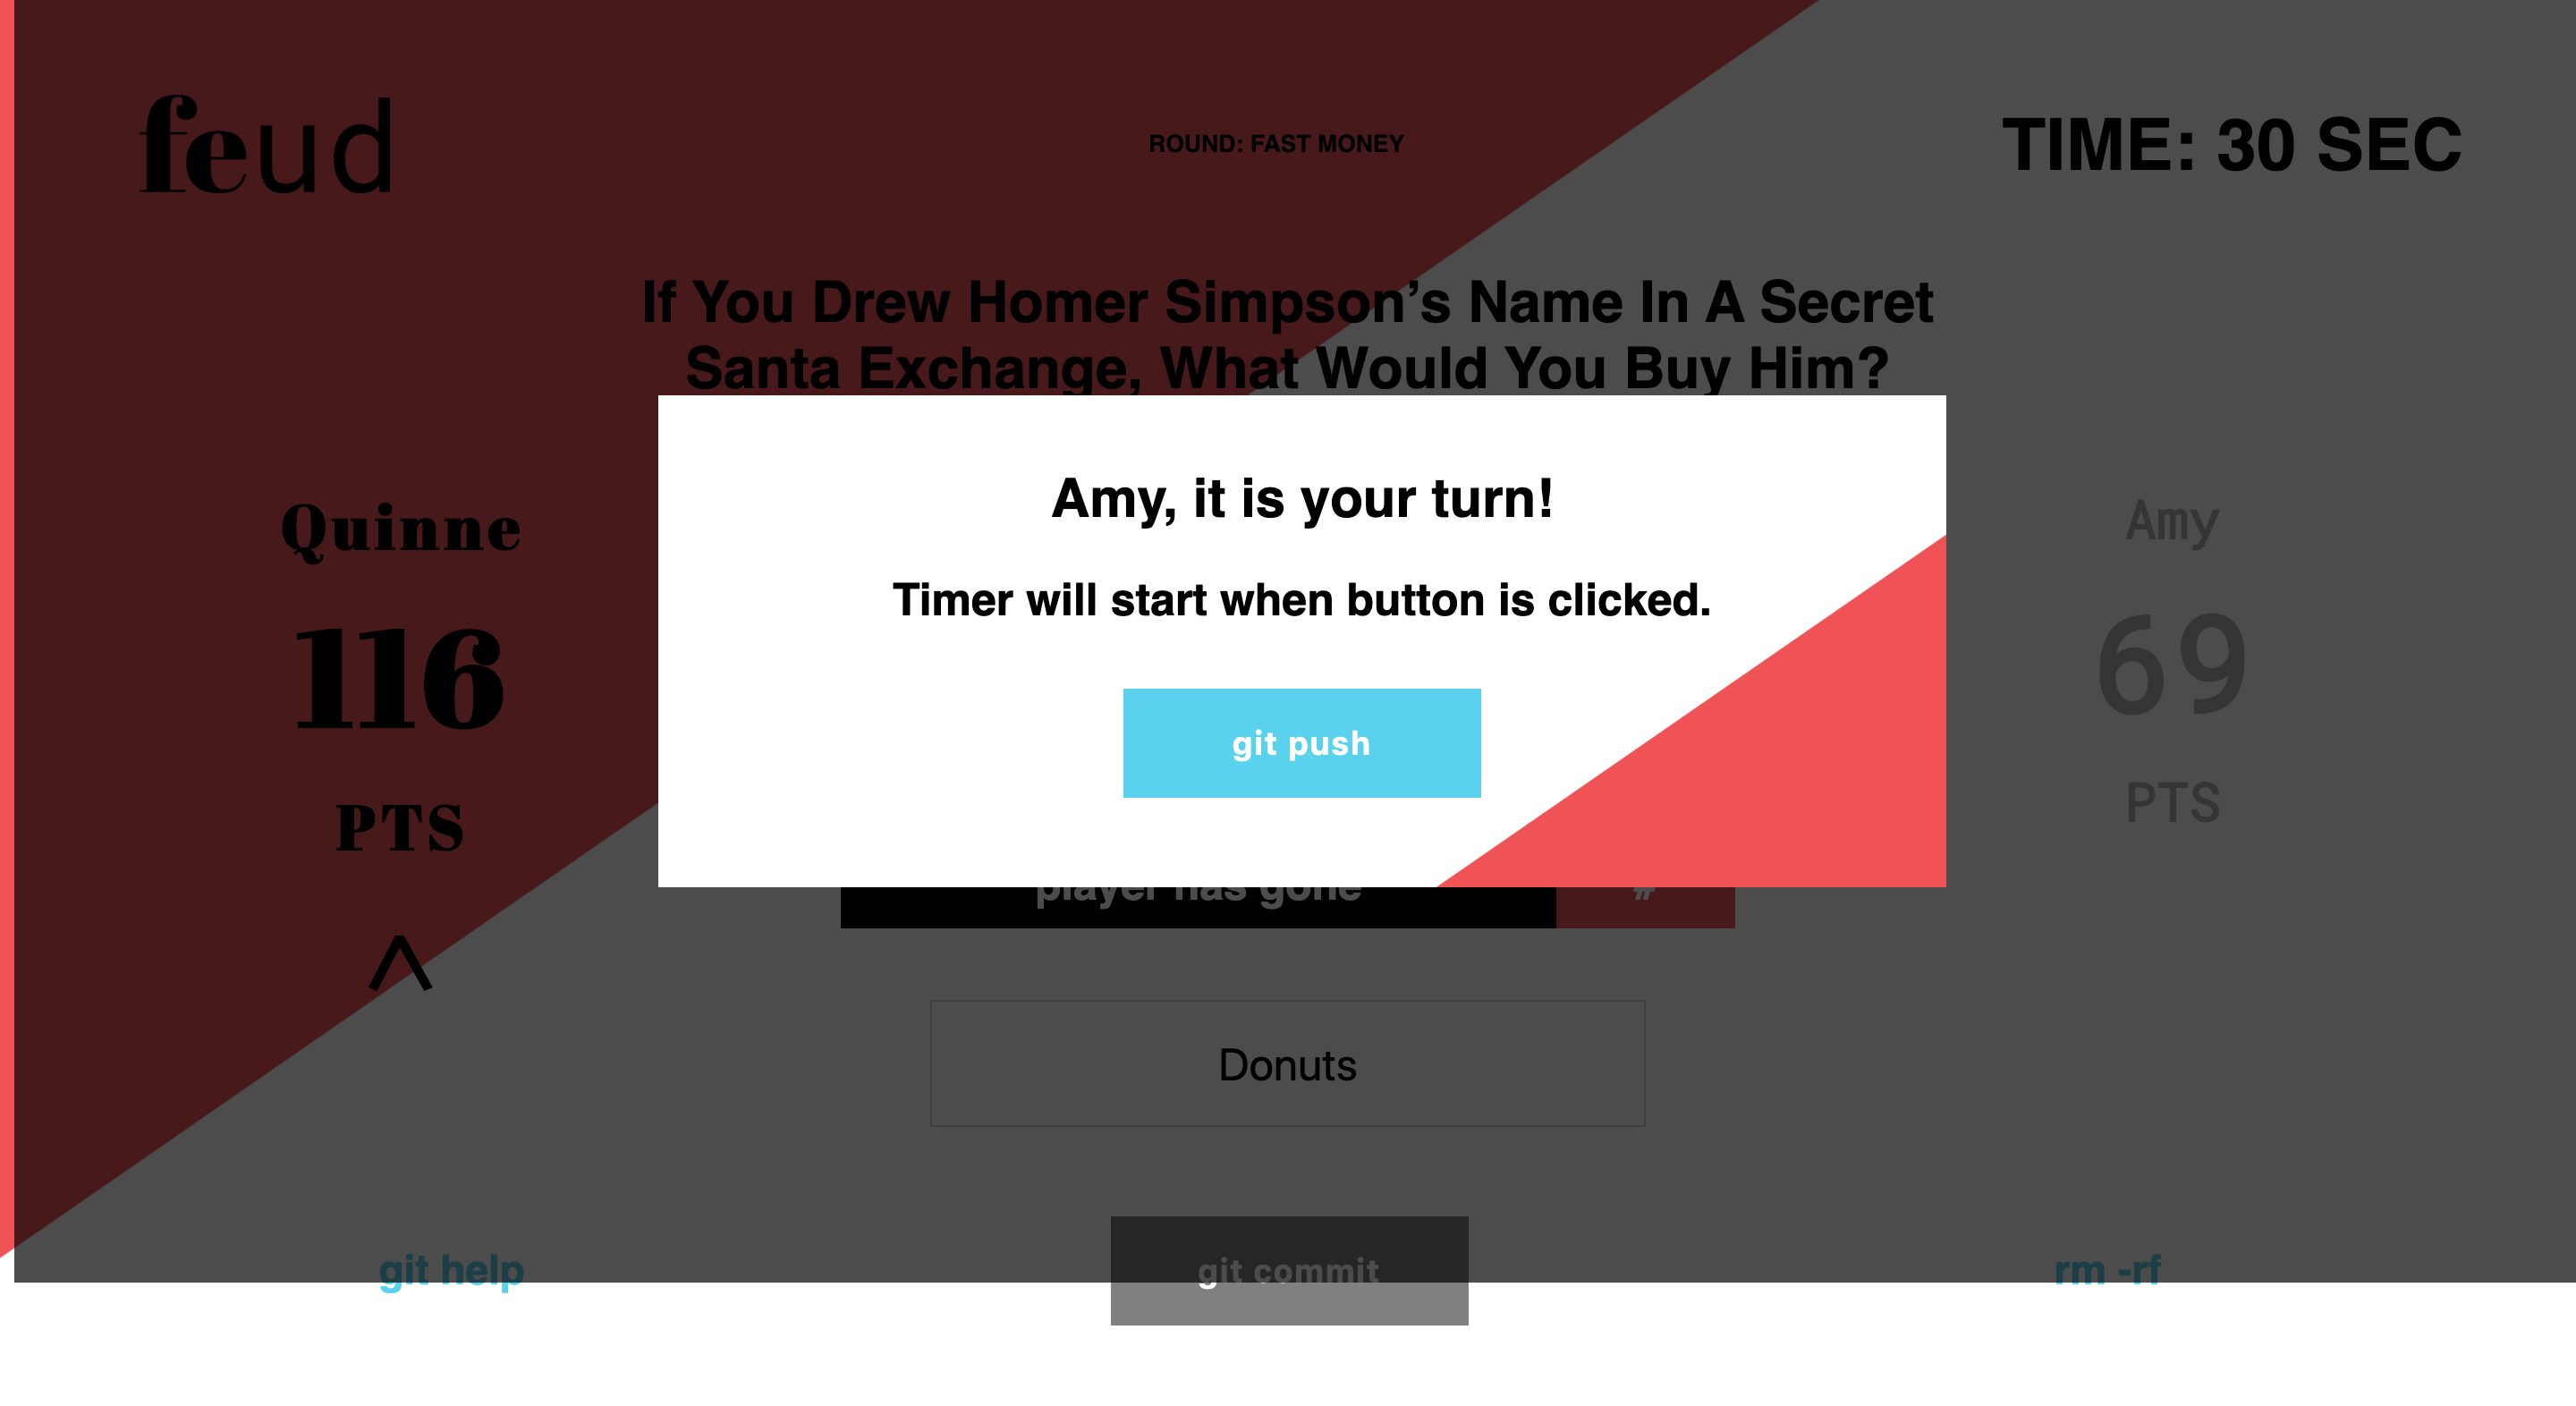 feud
ROUND: FAST MONEY
TIME: 30 SEC
If You Drew Homer Simpson’s Name In A Secret
Santa Exchange, What Would You Buy Him?
Quinne
116
PTS
Amy, it is your turn!
Timer will start when button is clicked.
git push
Amy
69
PTS
player has gone
#
Donuts
git help
git commit
rm -rf